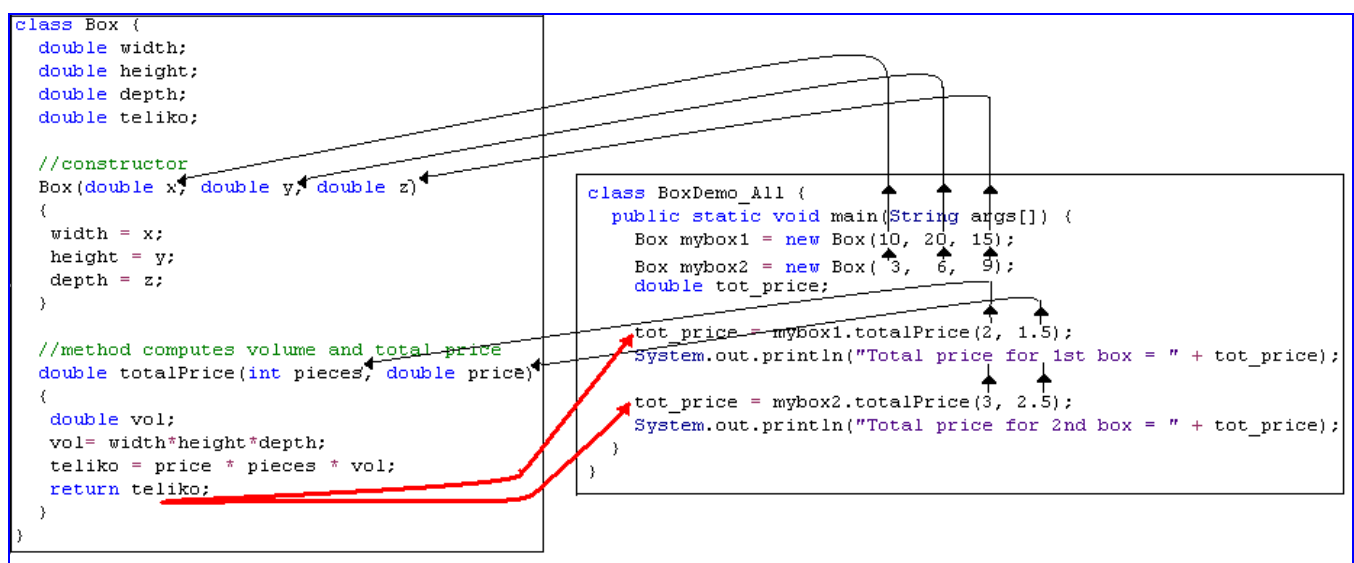 class Box {
double width;
double height;
double depth;
double teliko;
//constructor
Box(double x, double y, double z)
{
width = x;
height = y;
depth = z;
}
//method computes volume and total price
double totalPrice(int pieces, double price)
{
double vol;
vol= width*height*depth;
teliko = price * pieces * vol;
return teliko;
}
}
class BoxDemo_All {
public static void main(String args[]) {
Box mybox1 = new Box(10, 20, 15);
Box mybox2 = new Box( 3, 6, 9);
double tot_price;
tot_price = mybox1.totalPrice(2, 1.5);
System.out.println("Total price for 1st box = " + tot_price);
tot_price = mybox2.totalPrice(3, 2.5);
System.out.println("Total price for 2nd box = " + tot_price);
}
}